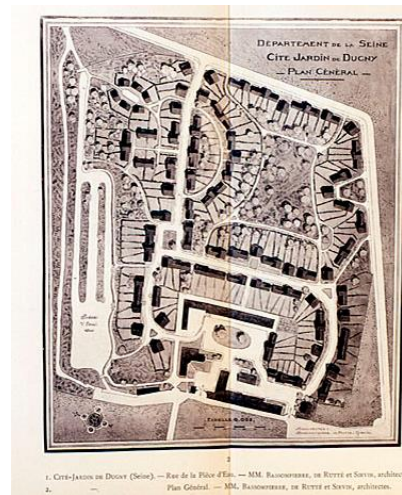 DÉPARTEMENT DE LA SEINE
CITÉ JARDIN DE DUGNY
— PLAN GÉNÉRAL —
2
1. CITÉ-JARDIN DE DUGNY (Seine). — Rue de la Pièce d'Eau. — MM. BASSOMPIERRE, DE RUTTÉ et SIRVIN, architectes
2. — Plan Général. — MM. BASSOMPIERRE, DE RUTTÉ et SIRVIN, architectes.